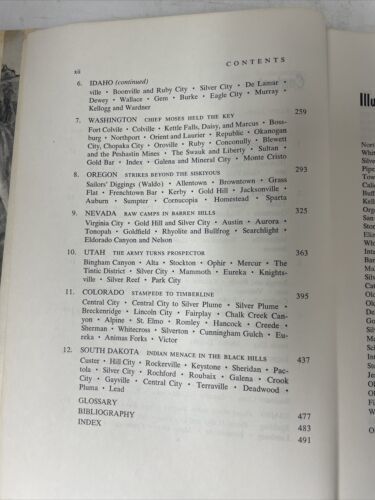 xii
CONTENTS
6. IDAHO (continued)
ville • Boonville and Ruby City • Silver City • De Lamar •
Dewey • Wallace • Gem • Burke • Eagle City • Murray •
Kellogg and Wardner
7. WASHINGTON CHIEF MOSES HELD THE KEY 259
Fort Colvile • Colville • Kettle Falls, Daisy, and Marcus • Boss-
burg • Northport • Orient and Laurier • Republic • Okanogan
City, Chopaka City • Oroville • Ruby • Conconully • Blewett
and the Peshastin Mines • The Swauk and Liberty • Sultan •
Gold Bar • Index • Galena and Mineral City • Monte Cristo
8. OREGON STRIKES BEYOND THE SISKIYOUS 293
Sailors' Diggings (Waldo) • Allentown • Browntown • Grass
Flat • Frenchtown Bar • Kerby • Gold Hill • Jacksonville •
Auburn • Sumpter • Cornucopia • Homestead • Sparta
9. NEVADA RAW CAMPS IN BARREN HILLS 325
Virginia City • Gold Hill and Silver City • Austin • Aurora •
Tonopah • Goldfield • Rhyolite and Bullfrog • Searchlight •
Eldorado Canyon and Nelson
10. UTAH THE ARMY TURNS PROSPECTOR 363
Bingham Canyon • Alta • Stockton • Ophir • Mercur • The
Tintic District • Silver City • Mammoth • Eureka • Knights-
ville • Silver Reef • Park City
11. COLORADO STAMPEDE TO TIMBERLINE 395
Central City • Central City to Silver Plume • Silver Plume •
Breckenridge • Lincoln City • Fairplay • Chalk Creek Can-
yon • Alpine • St. Elmo • Romley • Hancock • Creede •
Sherman • Whitecross • Silverton • Cunningham Gulch • Eu-
reka • Animas Forks • Victor
12. SOUTH DAKOTA INDIAN MENACE IN THE BLACK HILLS 437
Custer • Hill City • Rockerville • Keystone • Sheridan • Pac-
tola • Silver City • Rochford • Roubaix • Galena • Crook
City • Gayville • Central City • Terraville • Deadwood •
Pluma • Lead
GLOSSARY 477
BIBLIOGRAPHY 483
INDEX 491